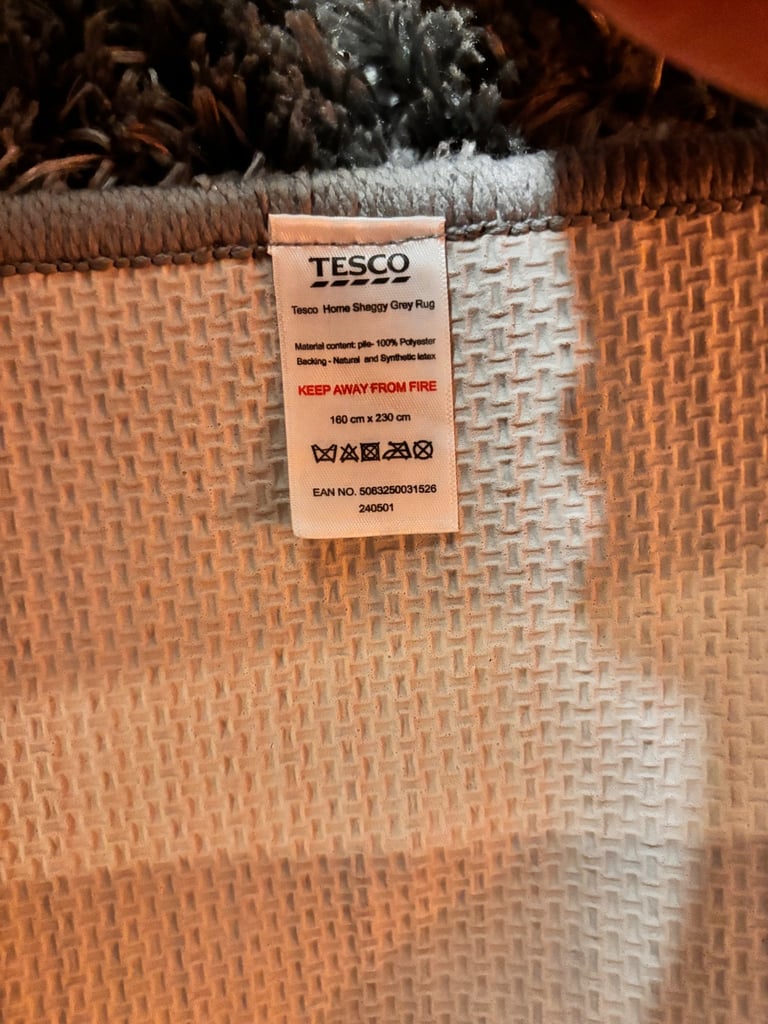 TESCO
Tesco Home Shaggy Grey Rug
Material content: pile- 100% Polyester
Backing - Natural and Synthetic latex
KEEP AWAY FROM FIRE
160 cm x 230 cm
EAN NO. 5063250031526
240501